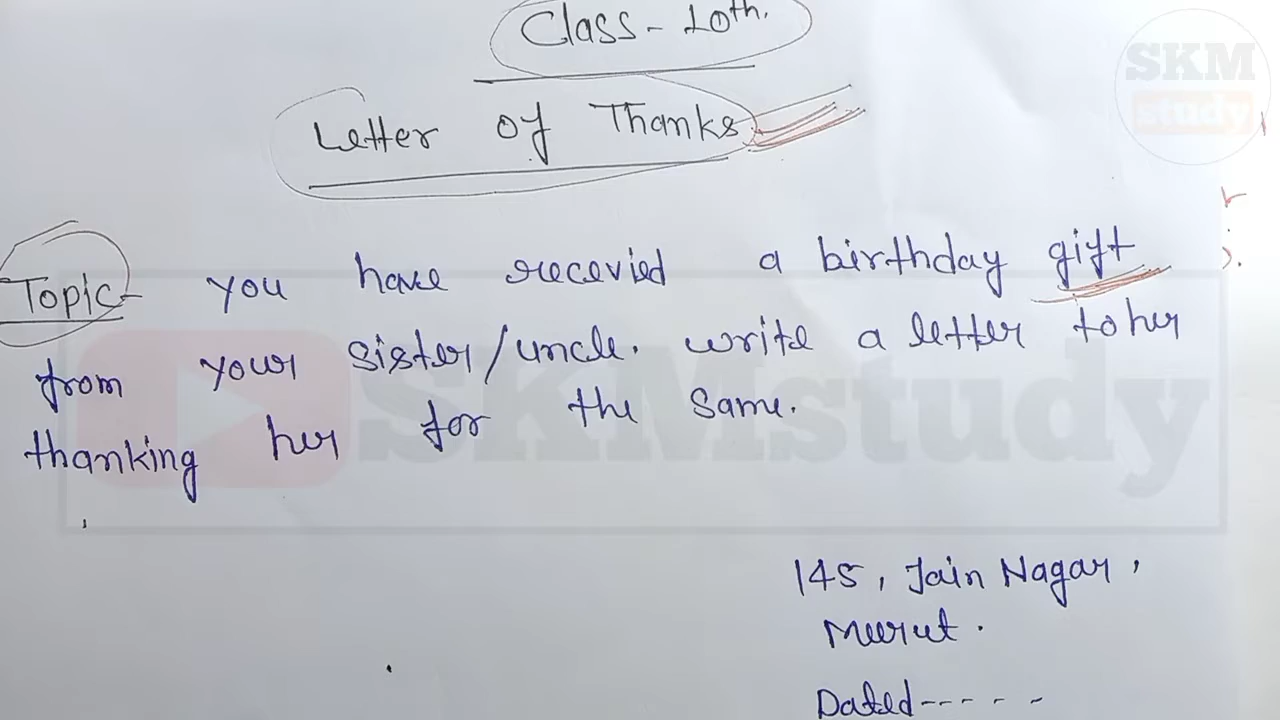 Class - 10th.
Letter of Thanks
SKM
study
Topic - you have recevied a birthday gift
from your sister/uncle. write a letter to her
thanking her for the same.
SKMstudy
145, Jain Nagar,
Meerut.
Dated-----